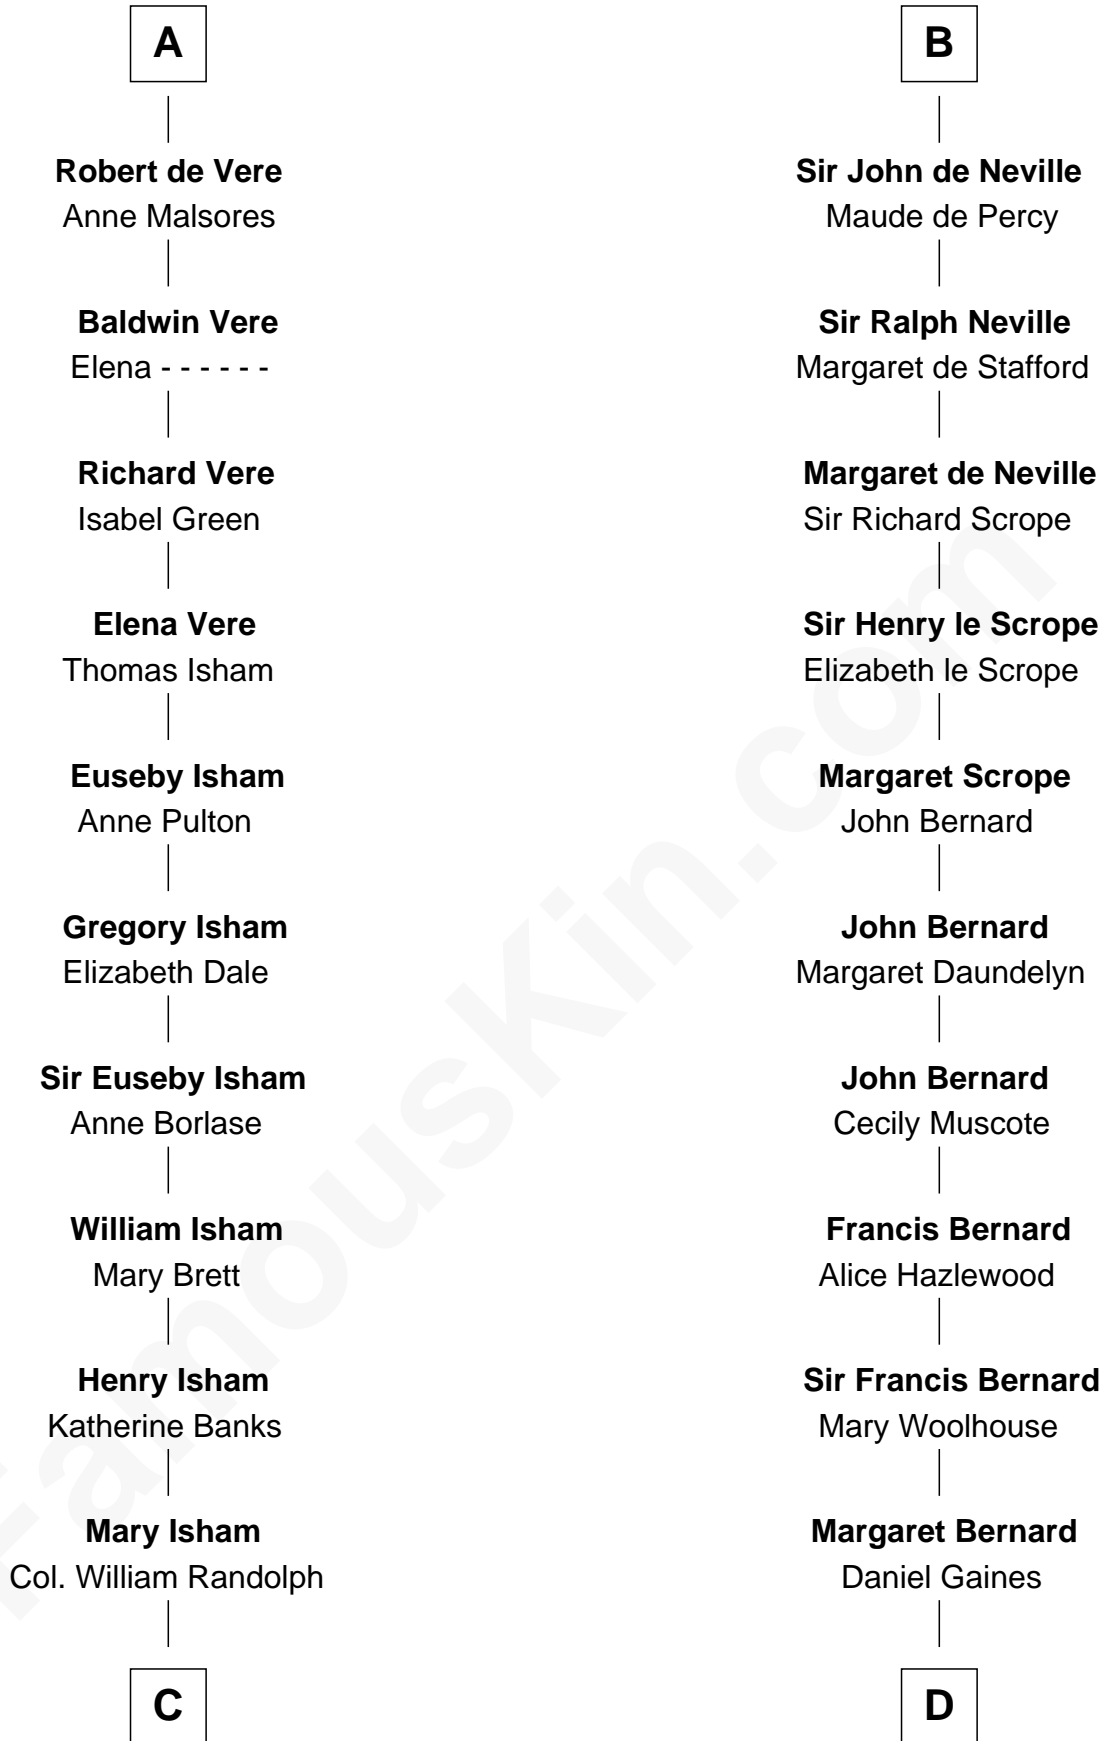 A
Robert de Vere
Anne Malsores
Baldwin Vere
Elena - - - - - -
Richard Vere
Isabel Green
Elena Vere
Thomas Isham
Euseby Isham
Anne Pulton
Gregory Isham
Elizabeth Dale
Sir Euseby Isham
Anne Borlase
William Isham
Mary Brett
Henry Isham
Katherine Banks
Mary Isham
Col. William Randolph
C
B
Sir John de Neville
Maude de Percy
Sir Ralph Neville
Margaret de Stafford
Margaret de Neville
Sir Richard Scrope
Sir Henry le Scrope
Elizabeth le Scrope
Margaret Scrope
John Bernard
John Bernard
Margaret Daundelyn
John Bernard
Cecily Muscote
Francis Bernard
Alice Hazlewood
Sir Francis Bernard
Mary Woolhouse
Margaret Bernard
Daniel Gaines
D
FamousKin.com